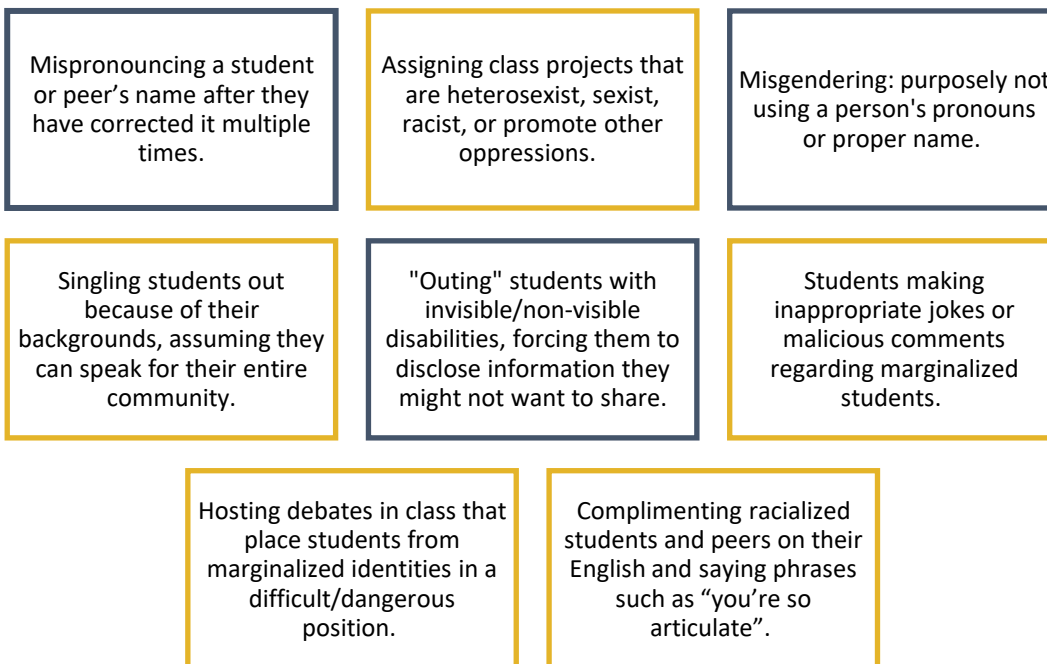 Mispronouncing a student
or peer’s name after they
have corrected it multiple
times.
Assigning class projects that
are heterosexist, sexist,
racist, or promote other
oppressions.
Misgendering: purposely not
using a person's pronouns
or proper name.
Singling students out
because of their
backgrounds, assuming they
can speak for their entire
community.
"Outing" students with
invisible/non-visible
disabilities, forcing them to
disclose information they
might not want to share.
Students making
inappropriate jokes or
malicious comments
regarding marginalized
students.
Hosting debates in class that
place students from
marginalized identities in a
difficult/dangerous
position.
Complimenting racialized
students and peers on their
English and saying phrases
such as “you’re so
articulate”.